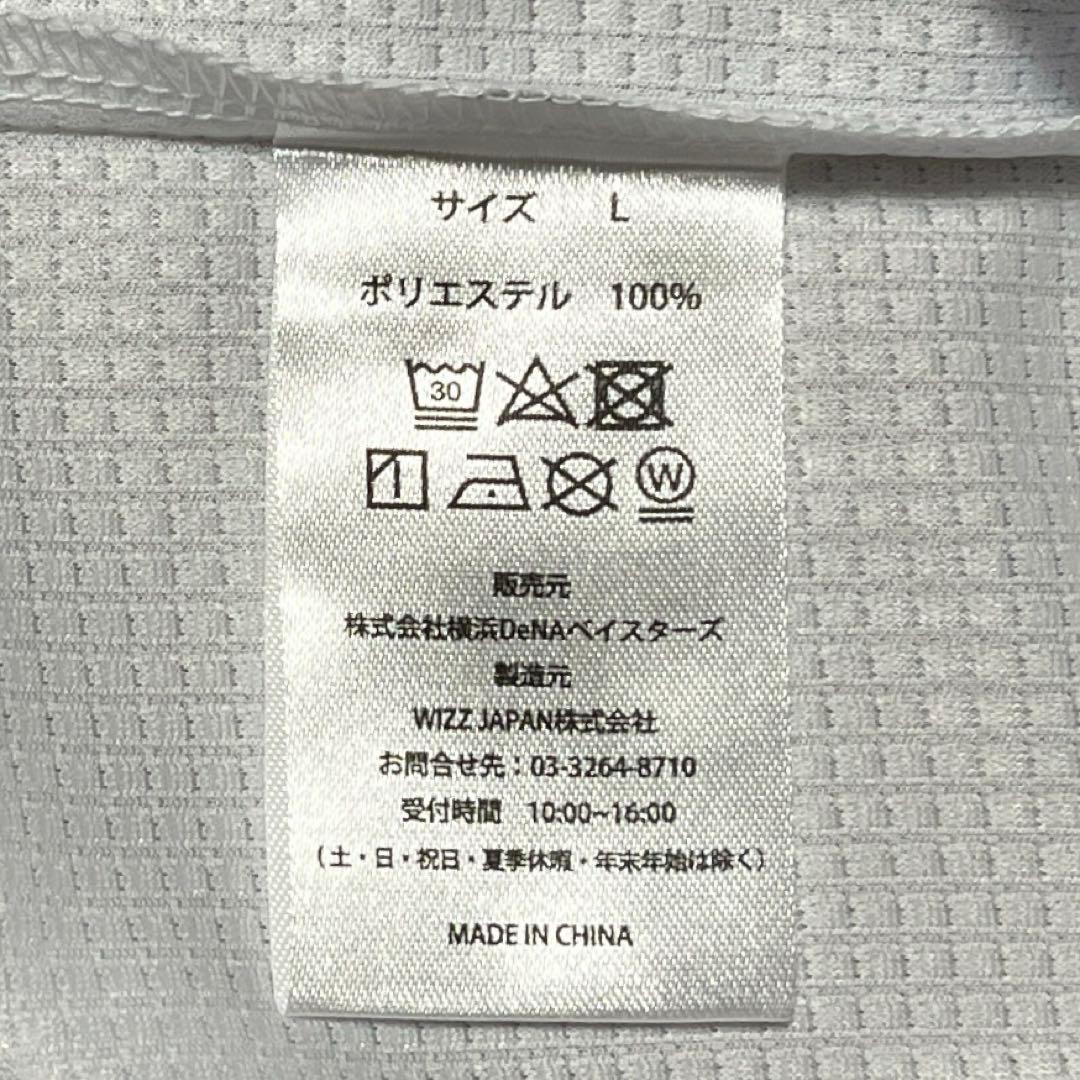 サイズ L
ポリエステル 100%
30
W
販売元
株式会社横浜DeNAベイスターズ
製造元
WIZZ JAPAN株式会社
お問合せ先：03-3264-8710
受付時間 10:00~16:00
（土・日・祝日・夏季休暇・年末年始は除く）
MADE IN CHINA